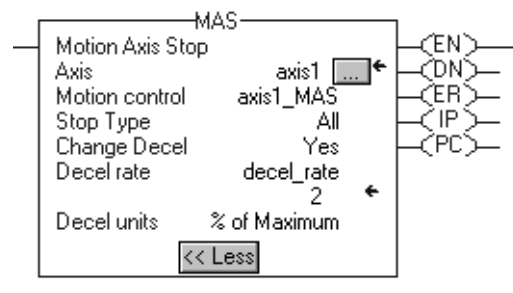 MAS
Motion Axis Stop
Axis axis1 ...
Motion control axis1_MAS
Stop Type All
Change Decel Yes
Decel rate decel_rate
2
Decel units % of Maximum
<< Less
EN
DN
ER
IP
PC